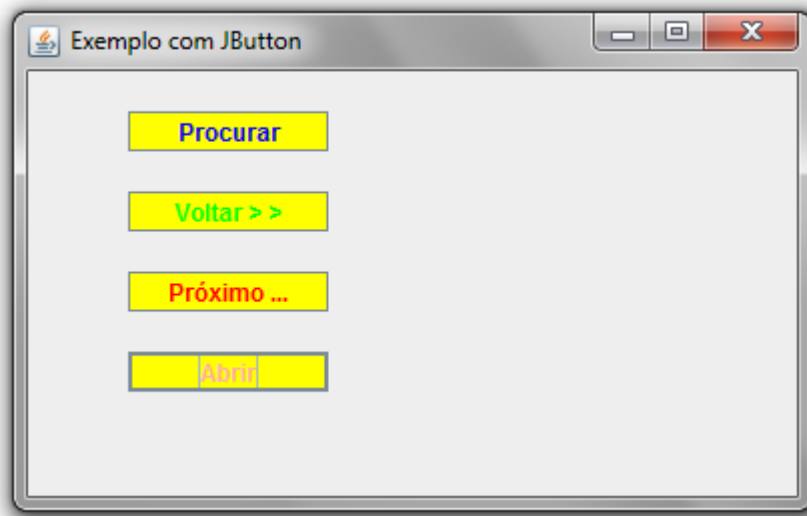 Exemplo com JButton
Procurar
Voltar > >
Próximo ...
Abrir